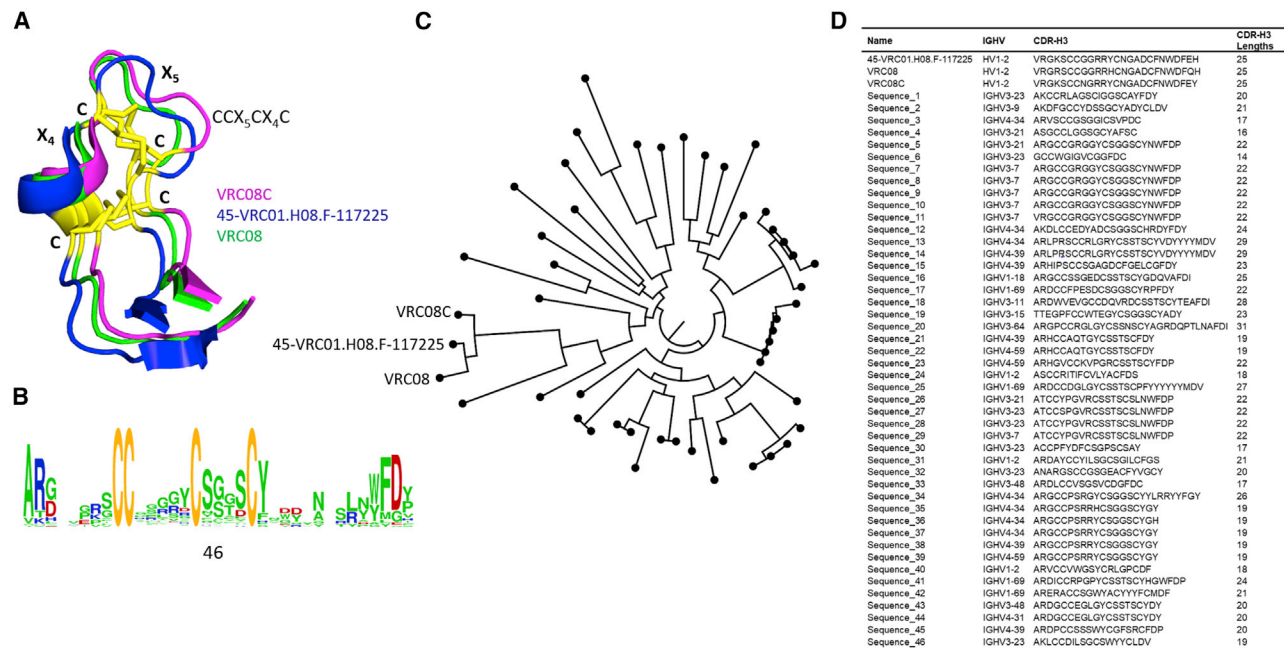 A
X5
CCX5CX4C
C
X4
C
C
C
VRC08C
45-VRC01.H08.F-117225
VRC08
B
46
C
VRC08C
45-VRC01.H08.F-117225
VRC08
D
Name IGHV CDR-H3 CDR-H3 Lengths
45-VRC01.H08.F-117225 HV1-2 VRGKSCCGGRRYCNGADCFNWDFEH 25
VRC08 HV1-2 VRGRSCCGGRRHCNGADCFNWDFQH 25
VRC08C HV1-2 VRGKSCCNGRRYCNGADCFNWDFEY 25
Sequence_1 IGHV3-23 AKCCRLAGSCIGGSCAYFDY 20
Sequence_2 IGHV3-9 AKDFGCCYDSSGCYADYCLDV 21
Sequence_3 IGHV4-34 ARVSCCGSGGICSVPDC 17
Sequence_4 IGHV3-21 ASGCCLGGSGCYAFSC 16
Sequence_5 IGHV3-21 ARGCCGRGGYCSGGSCYNWFDP 22
Sequence_6 IGHV3-23 GCCWGIGVCGGFDC 14
Sequence_7 IGHV3-7 ARGCCGRGGYCSGGSCYNWFDP 22
Sequence_8 IGHV3-7 ARGCCGRGGYCSGGSCYNWFDP 22
Sequence_9 IGHV3-7 ARGCCGRGGYCSGGSCYNWFDP 22
Sequence_10 IGHV3-7 ARGCCGRGGYCSGGSCYNWFDP 22
Sequence_11 IGHV3-7 VRGCCGRGGYCSGGSCYNWFDP 22
Sequence_12 IGHV3-21 AKDLCCEDYADCSGGSCHRDYFDY 24
Sequence_13 IGHV4-34 ARLPRSCCRLGRYCSSTSCYVDYYYYMDV 29
Sequence_14 IGHV4-39 ARLPRSCCRLGRYCSSTSCYVDYYYYMDV 29
Sequence_15 IGHV4-39 ARHIPSCCSGAGDCFGELCGFDY 23
Sequence_16 IGHV1-18 ARGCCSSGEDCSSTSCYGDQVAFDI 25
Sequence_17 IGHV1-69 ARDCCFPESDCSGGSCYRPFDY 22
Sequence_18 IGHV3-11 ARDWVEVGCCDQVRDCSSTSCYTEAFDI 28
Sequence_19 IGHV3-15 TTEGPFCCWTEGYCSGGSCYADY 23
Sequence_20 IGHV3-64 ARGPCCRGLGYCSSNSCYAGRDQPTLNAFDI 31
Sequence_21 IGHV4-39 ARHCCAQTGYCSSTSCFDY 19
Sequence_22 IGHV4-59 ARHCCAQTGYCSSTSCFDY 19
Sequence_23 IGHV4-59 ARHGVCCKVPGRCSSTSCYFDP 22
Sequence_24 IGHV1-2 ASCCRITIFCVLYACFDS 18
Sequence_25 IGHV1-69 ARDCCDGLGYCSSTSCPFYYYYYYMDV 27
Sequence_26 IGHV3-21 ATCCYPGVRCSSTSCSLNWFDP 22
Sequence_27 IGHV3-23 ATCCSPGVRCSSTSCSLNWFDP 22
Sequence_28 IGHV3-23 ATCCYPGVRCSSTSCSLNWFDP 22
Sequence_29 IGHV3-7 ATCCYPGVRCSSTSCSLNWFDP 22
Sequence_30 IGHV3-23 ACCPPFYDFCSGPSCSAY 17
Sequence_31 IGHV1-2 ARDAYCCYILSGCSGILCFGS 21
Sequence_32 IGHV3-23 ANARGSCCGSGEACFYVGCY 20
Sequence_33 IGHV3-48 ARDLCCVSGSVCDGFDC 17
Sequence_34 IGHV4-34 ARGCCPSRGYCSGGSCYYLRRYYFGY 26
Sequence_35 IGHV4-34 ARGCCPSRRHCSGGSCYGY 19
Sequence_36 IGHV4-34 ARGCCPSRRYCSGGSCYGH 19
Sequence_37 IGHV4-34 ARGCCPSRRYCSGGSCYGY 19
Sequence_38 IGHV4-39 ARGCCPSRRYCSGGSCYGY 19
Sequence_39 IGHV4-59 ARGCCPSRRYCSGGSCYGY 19
Sequence_40 IGHV1-2 ARVCCVWGSYCRLGPCDF 18
Sequence_41 IGHV1-69 ARDICCRPGPYCSSTSCYHGWFDP 24
Sequence_42 IGHV1-69 ARERACCSGWYACYYYFCMDF 21
Sequence_43 IGHV3-48 ARDGCCEGLGYCSSTSCYDY 20
Sequence_44 IGHV4-31 ARDGCCEGLGYCSSTSCYDY 20
Sequence_45 IGHV4-39 ARDPCCSSSWYCGFSRCFDP 20
Sequence_46 IGHV3-23 AKLCCDILSGCSWYYCLDV 19